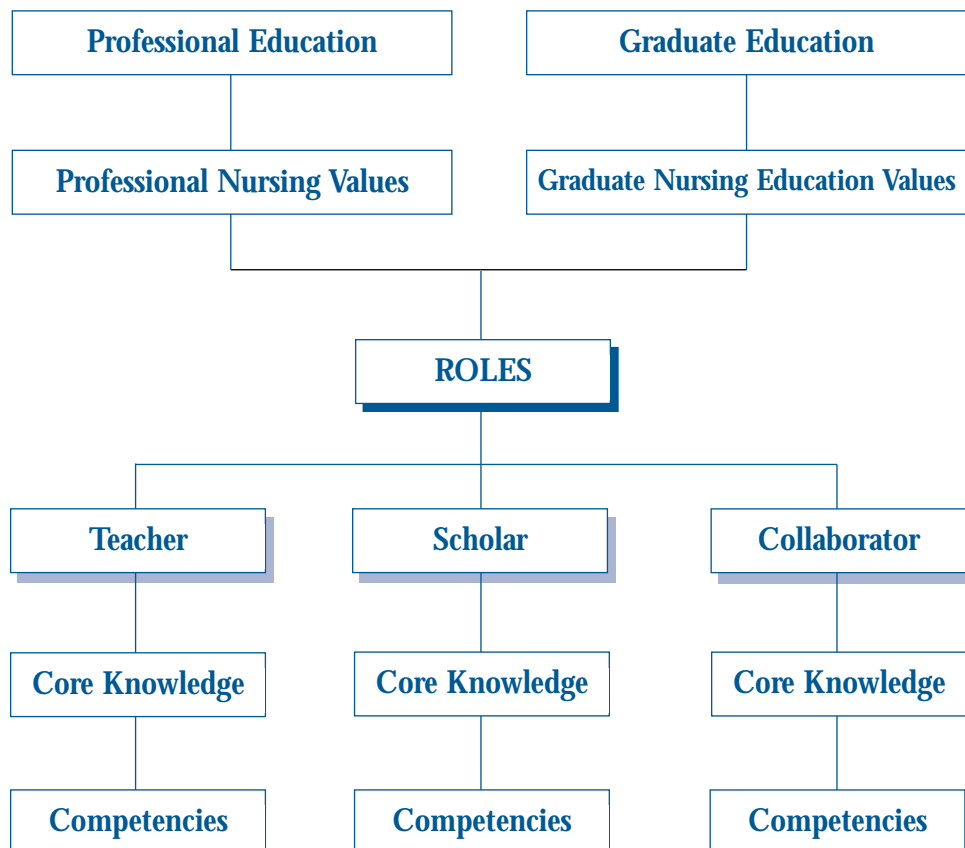 Professional Education
Graduate Education
Professional Nursing Values
Graduate Nursing Education Values
ROLES
Teacher
Scholar
Collaborator
Core Knowledge
Core Knowledge
Core Knowledge
Competencies
Competencies
Competencies